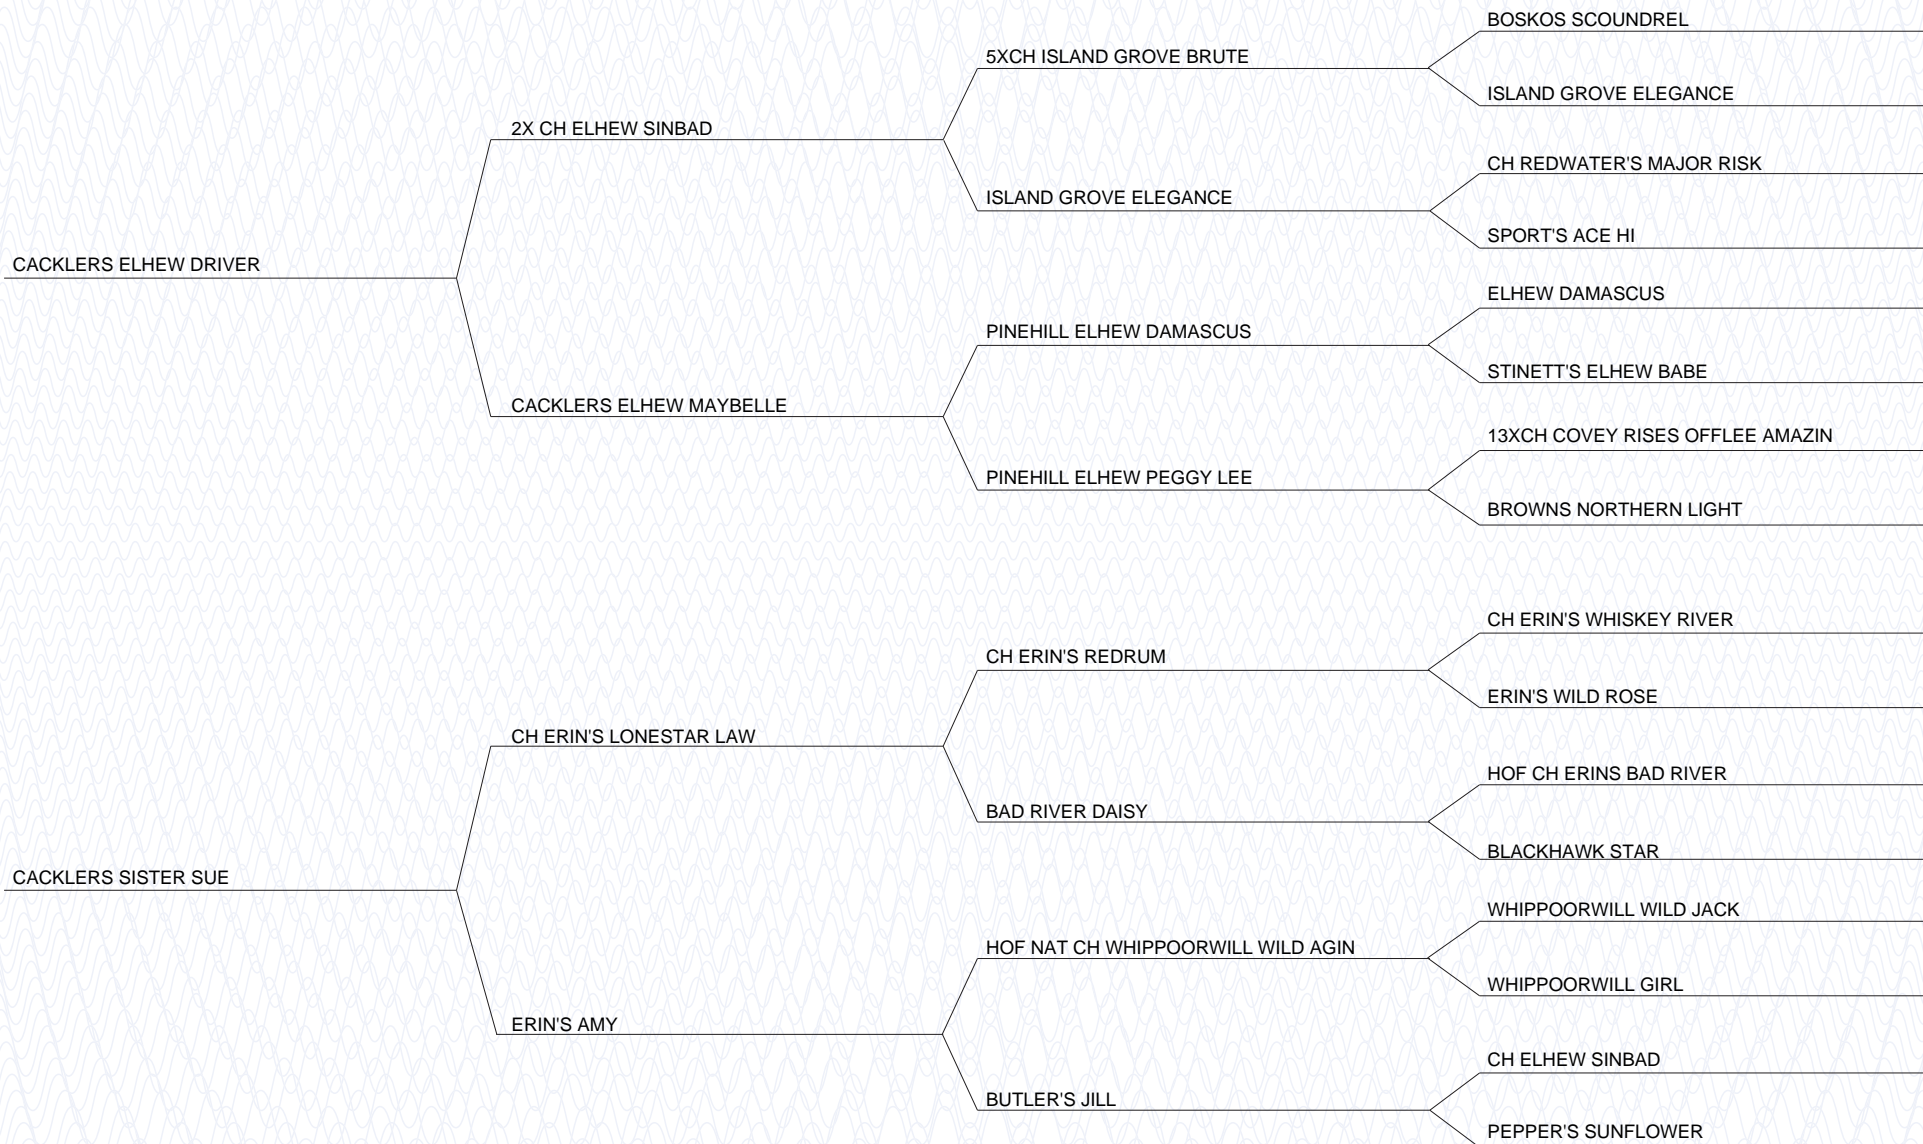 BOSKOS SCOUNDREL
5XCH ISLAND GROVE BRUTE
ISLAND GROVE ELEGANCE
2X CH ELHEW SINBAD
CH REDWATER'S MAJOR RISK
ISLAND GROVE ELEGANCE
SPORT'S ACE HI
CACKLERS ELHEW DRIVER
ELHEW DAMASCUS
PINEHILL ELHEW DAMASCUS
STINETT'S ELHEW BABE
CACKLERS ELHEW MAYBELLE
13XCH COVEY RISES OFFLEE AMAZIN
PINEHILL ELHEW PEGGY LEE
BROWNS NORTHERN LIGHT
CH ERIN'S WHISKEY RIVER
CH ERIN'S REDRUM
ERIN'S WILD ROSE
CH ERIN'S LONESTAR LAW
HOF CH ERINS BAD RIVER
BAD RIVER DAISY
BLACKHAWK STAR
CACKLERS SISTER SUE
WHIPPOORWILL WILD JACK
HOF NAT CH WHIPPOORWILL WILD AGIN
WHIPPOORWILL GIRL
ERIN'S AMY
CH ELHEW SINBAD
BUTLER'S JILL
PEPPER'S SUNFLOWER